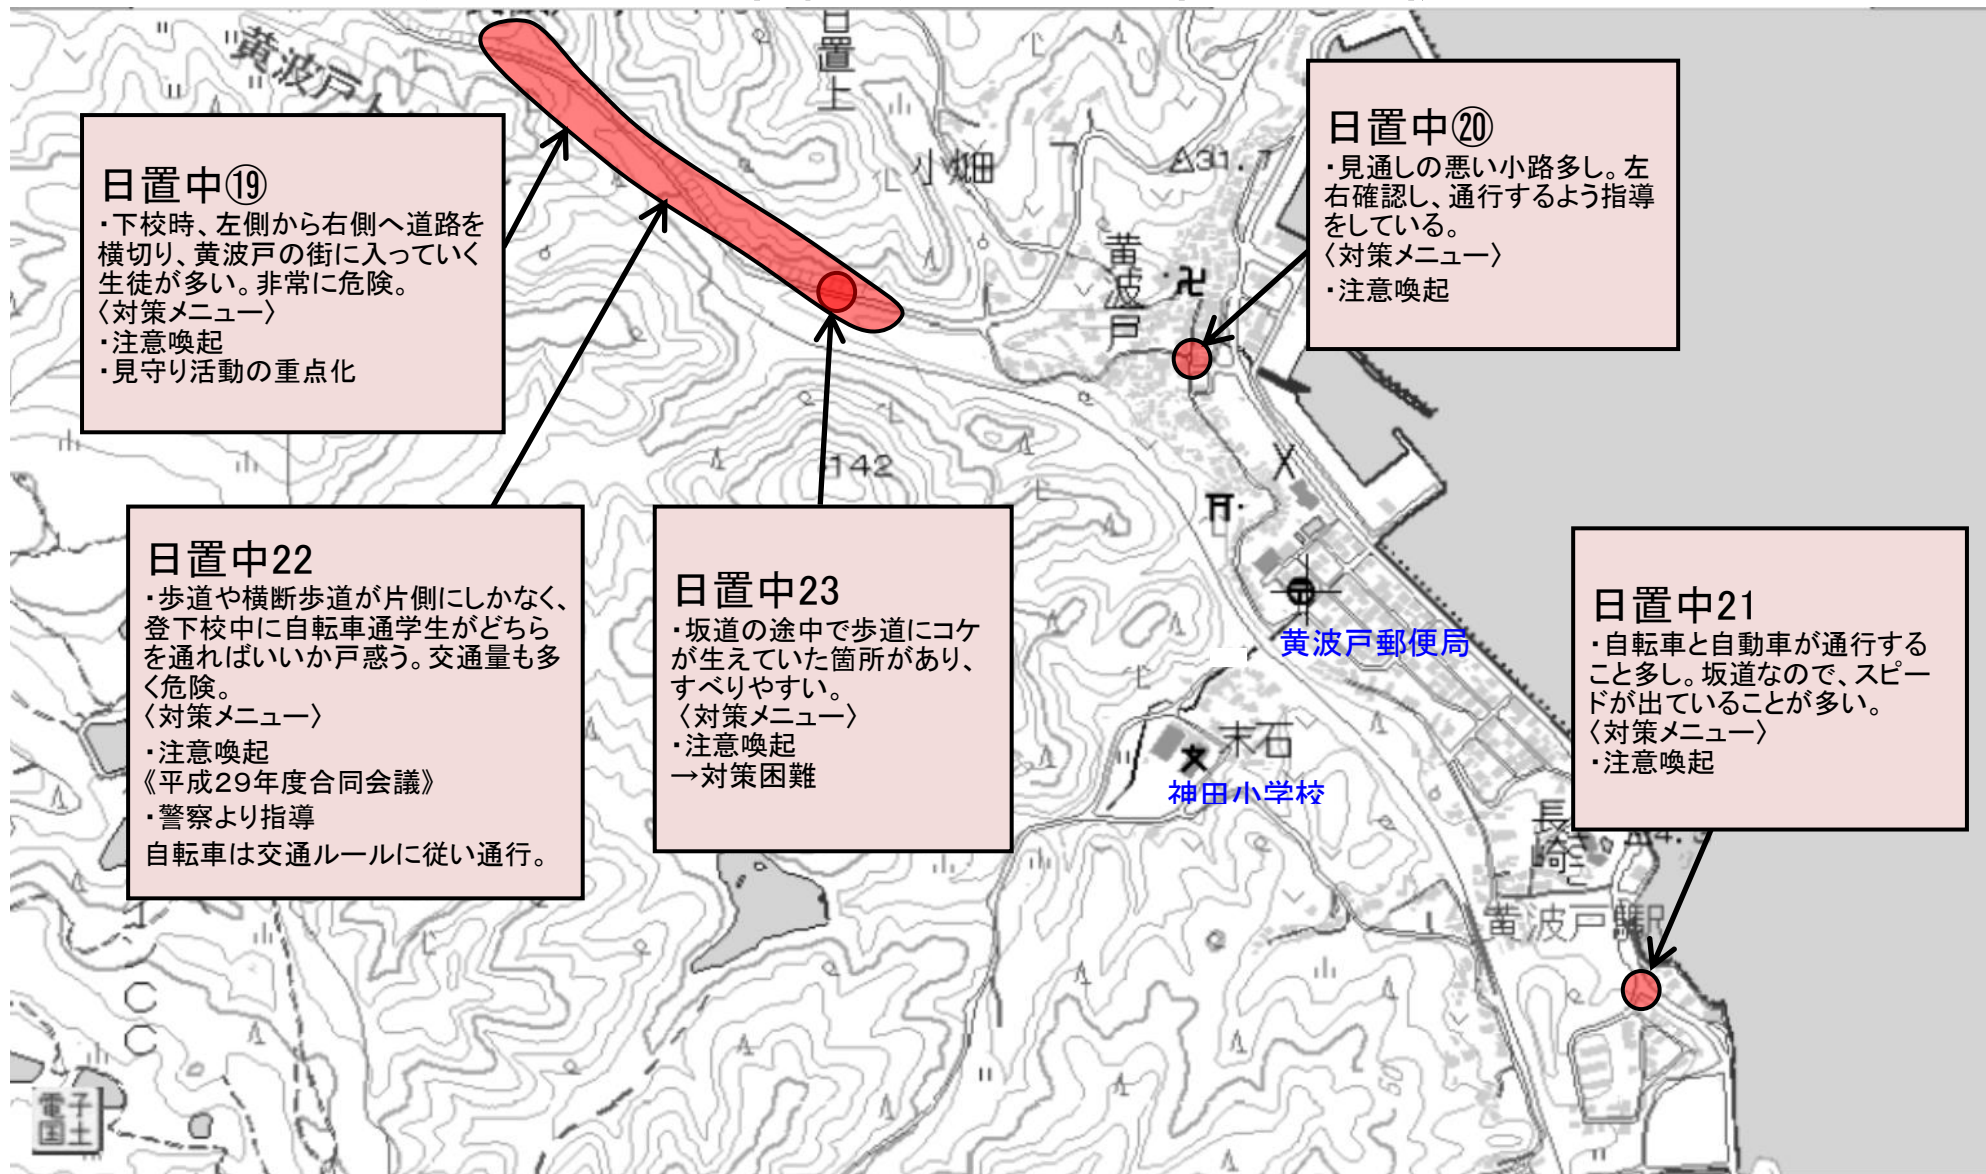 黄波戸
日置上
小畑
31.7
黄波戸
日置中⑲
・下校時、左側から右側へ道路を
横切り、黄波戸の街に入っていく
生徒が多い。非常に危険。
〈対策メニュー〉
・注意喚起
・見守り活動の重点化
日置中⑳
・見通しの悪い小路多し。左
右確認し、通行するよう指導
をしている。
〈対策メニュー〉
・注意喚起
142
日置中22
・歩道や横断歩道が片側にしかなく、
登下校中に自転車通学生がどちら
を通ればいいか戸惑う。交通量も多
く危険。
〈対策メニュー〉
・注意喚起
《平成29年度合同会議》
・警察より指導
自転車は交通ルールに従い通行。
日置中23
・坂道の途中で歩道にコケ
が生えていた箇所があり、
すべりやすい。
〈対策メニュー〉
・注意喚起
→対策困難
日置中21
・自転車と自動車が通行する
こと多し。坂道なので、スピー
ドが出ていることが多い。
〈対策メニュー〉
・注意喚起
黄波戸郵便局
末石
神田小学校
長崎
黄波戸駅
60
電子
国土